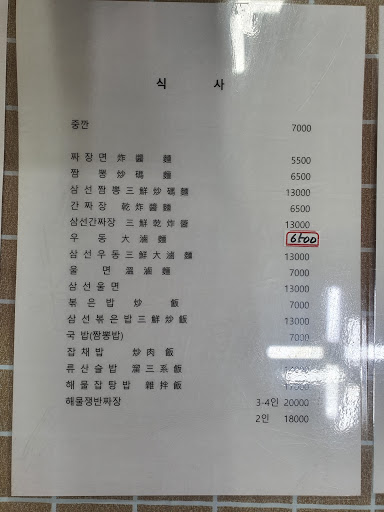 식 사
중깐 7000
짜장면 炸醬麵 5500
짬뽕 炒碼麵 6500
삼선짬뽕 三鮮炒碼麵 13000
간짜장 乾炸醬麵 6500
삼선간짜장 三鮮乾炸醬 13000
우동 大滷麵 6500
삼선우동 三鮮大滷麵 13000
울면 溫滷麵 7000
삼선울면 13000
볶은밥 炒飯 7000
삼선볶은밥 三鮮炒飯 13000
국밥(짬뽕밥) 7000
잡채밥 炒肉飯
류산슬밥 溜三系飯
해물잡탕밥 雜拌飯
해물쟁반짜장 3-4인 20000
2인 18000